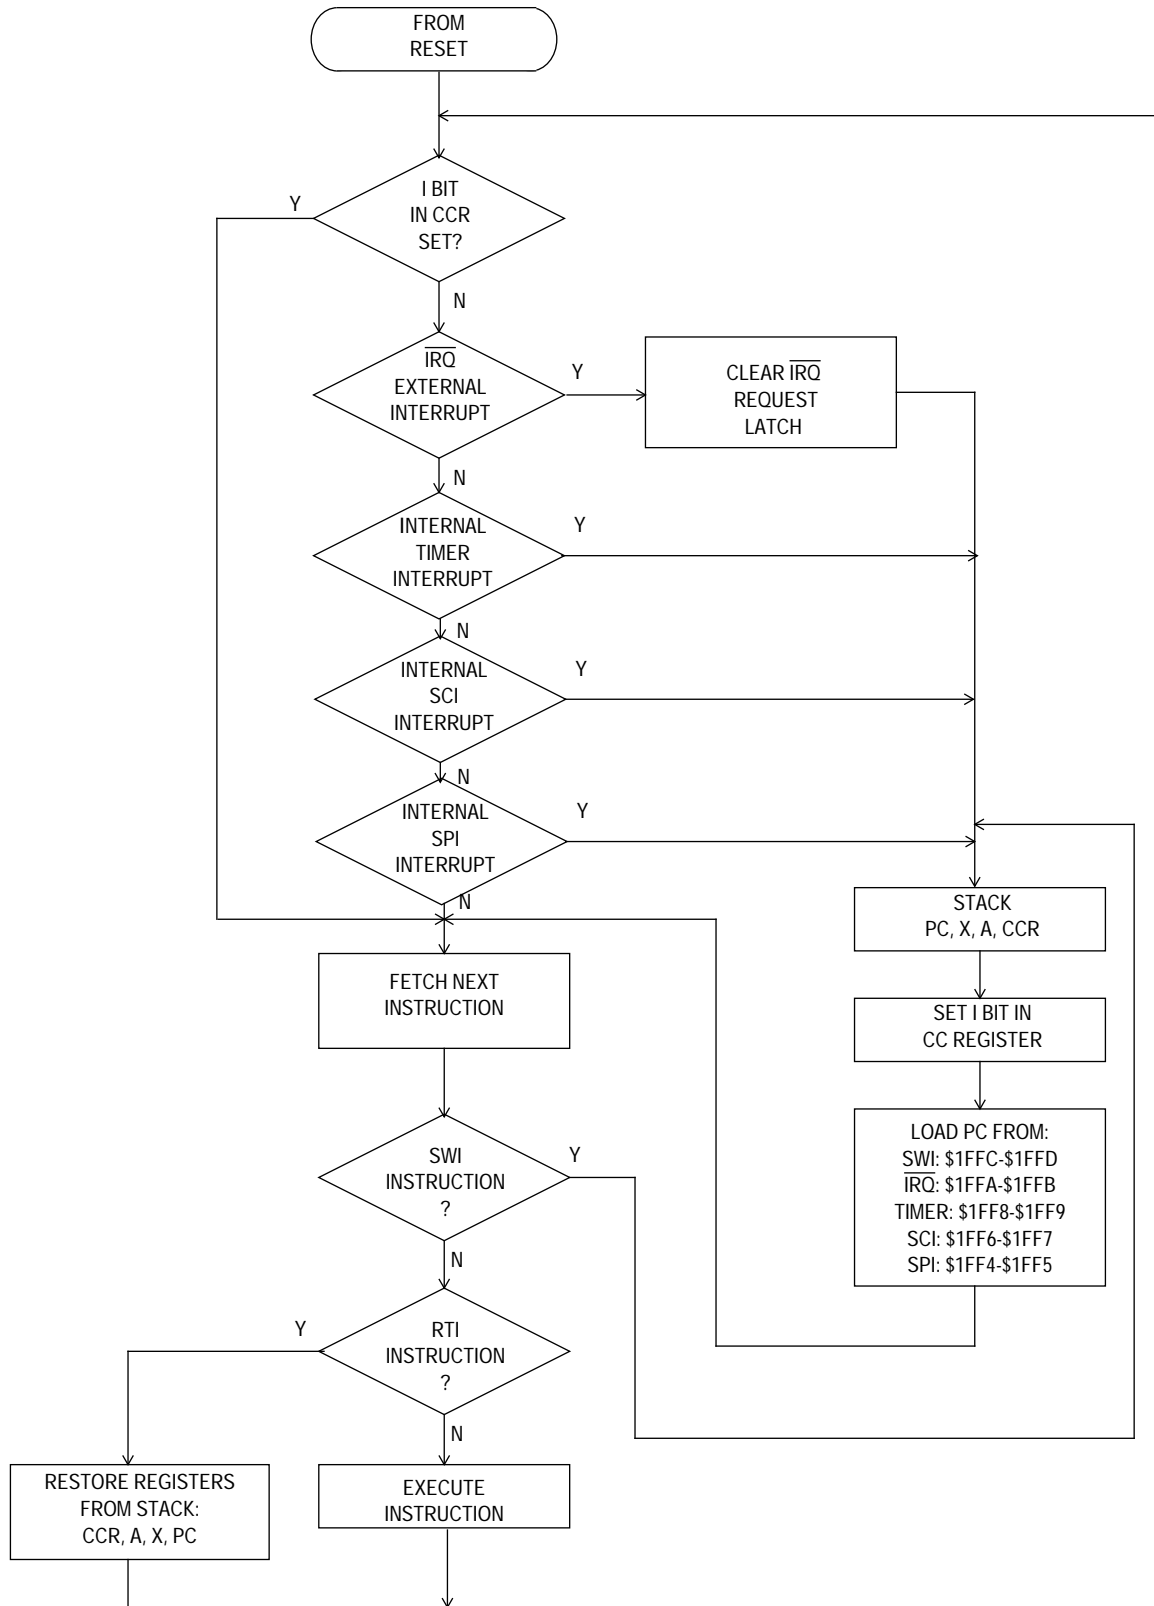 FROM
RESET
Y
I BIT
IN CCR
SET?
N
IRQ
EXTERNAL
INTERRUPT
Y
CLEAR IRQ
REQUEST
LATCH
N
INTERNAL
TIMER
INTERRUPT
Y
N
INTERNAL
SCI
INTERRUPT
Y
N
INTERNAL
SPI
INTERRUPT
Y
N
STACK
PC, X, A, CCR
FETCH NEXT
INSTRUCTION
SET I BIT IN
CC REGISTER
LOAD PC FROM:
SWI: $1FFC-$1FFD
IRQ: $1FFA-$1FFB
TIMER: $1FF8-$1FF9
SCI: $1FF6-$1FF7
SPI: $1FF4-$1FF5
SWI
INSTRUCTION
?
Y
N
Y
RTI
INSTRUCTION
?
N
RESTORE REGISTERS
FROM STACK:
CCR, A, X, PC
EXECUTE
INSTRUCTION